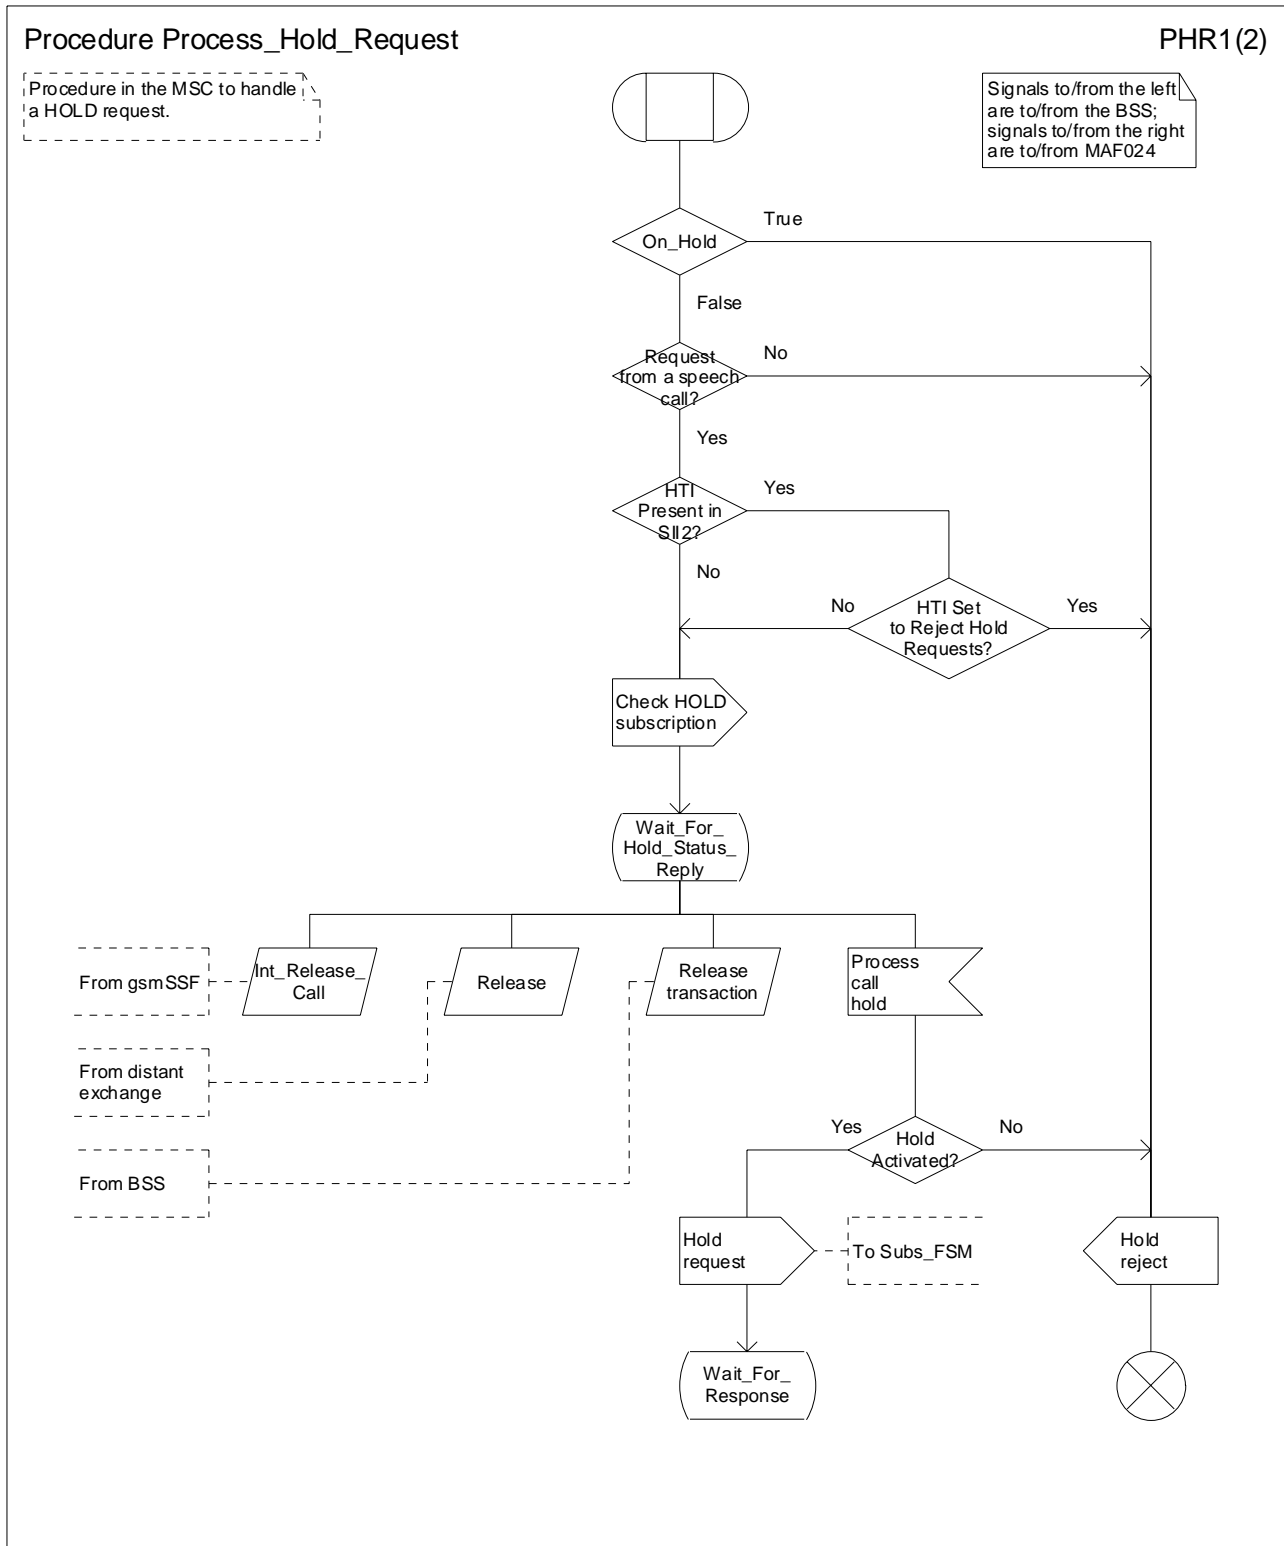 Procedure Process_Hold_Request
PHR1(2)
Procedure in the MSC to handle
a HOLD request.
Signals to/from the left
are to/from the BSS;
signals to/from the right
are to/from MAF024
On_Hold
True
False
Request
from a speech
call?
No
Yes
HTI
Present in
SII2?
Yes
No
HTI Set
to Reject Hold
Requests?
No
Yes
Check HOLD
subscription
Wait_For_
Hold_Status_
Reply
From gsmSSF
Int_Release_
Call
Release
Release
transaction
Process
call
hold
From distant
exchange
From BSS
Yes
Hold
Activated?
No
Hold
request
To Subs_FSM
Hold
reject
Wait_For_
Response